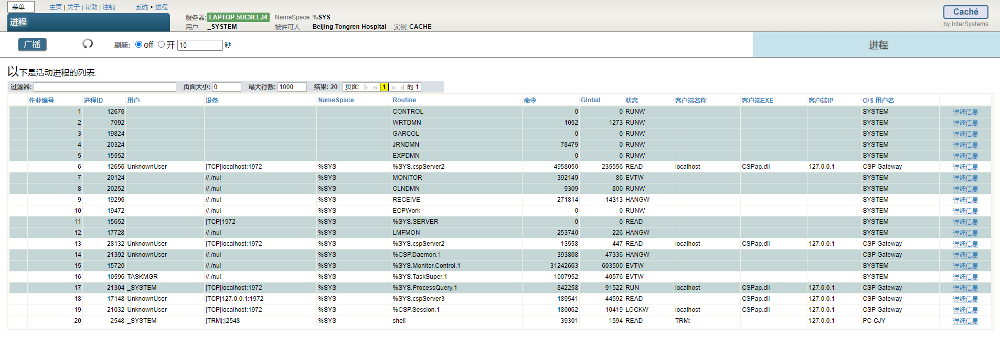 菜单 主页 | 关于 | 帮助 | 注销 系统 > 进程
进程
服务器: LAPTOP-5UC9LLJ4 NameSpace: %SYS
用户: _SYSTEM 被许可人: Beijing Tongren Hospital 实例: CACHE
Caché
by InterSystems
广播 刷新: off 开 10 秒
进程
以下是活动进程的列表:
过滤器: 页面大小: 0 最大行数: 1000 结果: 20 页面: |‹ ‹‹ 1 ›› ›| 的 1
作业编号 进程ID 用户 设备 NameSpace Routine 命令 Global 状态 客户端名称 客户端EXE 客户端IP O/S 用户名
1 12676 CONTROL 0 0 RUNW SYSTEM 详细信息
2 7092 WRTDMN 1052 1273 RUNW SYSTEM 详细信息
3 19824 GARCOL 0 0 RUNW SYSTEM 详细信息
4 20324 JRNDMN 78479 0 RUNW SYSTEM 详细信息
5 15552 EXPDMN 0 0 RUNW SYSTEM 详细信息
6 12656 UnknownUser |TCP|localhost:1972 %SYS %SYS.cspServer2 4958050 235556 READ localhost CSPap.dll 127.0.0.1 CSP Gateway 详细信息
7 20124 //./nul %SYS MONITOR 392149 86 EVTW SYSTEM 详细信息
8 20252 //./nul %SYS CLNDMN 9309 800 RUNW SYSTEM 详细信息
9 19296 //./nul %SYS RECEIVE 271814 14313 HANGW SYSTEM 详细信息
10 19472 //./nul %SYS ECPWork 0 0 RUNW SYSTEM 详细信息
11 15652 |TCP|1972 %SYS %SYS.SERVER 0 0 READ SYSTEM 详细信息
12 17728 //./nul %SYS LMFMON 253740 226 HANGW SYSTEM 详细信息
13 28132 UnknownUser |TCP|localhost:1972 %SYS %SYS.cspServer2 13558 447 READ localhost CSPap.dll 127.0.0.1 CSP Gateway 详细信息
14 21392 UnknownUser //./nul %SYS %CSP.Daemon.1 393808 47336 HANGW CSP Gateway 详细信息
15 15720 //./nul %SYS %SYS.Monitor.Control.1 31242663 603500 EVTW SYSTEM 详细信息
16 10596 TASKMGR //./nul %SYS %SYS.TaskSuper.1 1007952 40576 EVTW SYSTEM 详细信息
17 21304 _SYSTEM |TCP|localhost:1972 %SYS %SYS.ProcessQuery.1 842258 91522 RUN localhost CSPap.dll 127.0.0.1 CSP Gateway 详细信息
18 17148 UnknownUser |TCP|127.0.0.1:1972 %SYS %SYS.cspServer3 189541 44592 READ CSPap.dll 127.0.0.1 CSP Gateway 详细信息
19 21032 UnknownUser |TCP|localhost:1972 %SYS %CSP.Session.1 180062 10419 LOCKW localhost CSPap.dll 127.0.0.1 CSP Gateway 详细信息
20 2548 _SYSTEM |TRM|:|2548 %SYS shell 39301 1594 READ TRM: 127.0.0.1 PC-CJY 详细信息